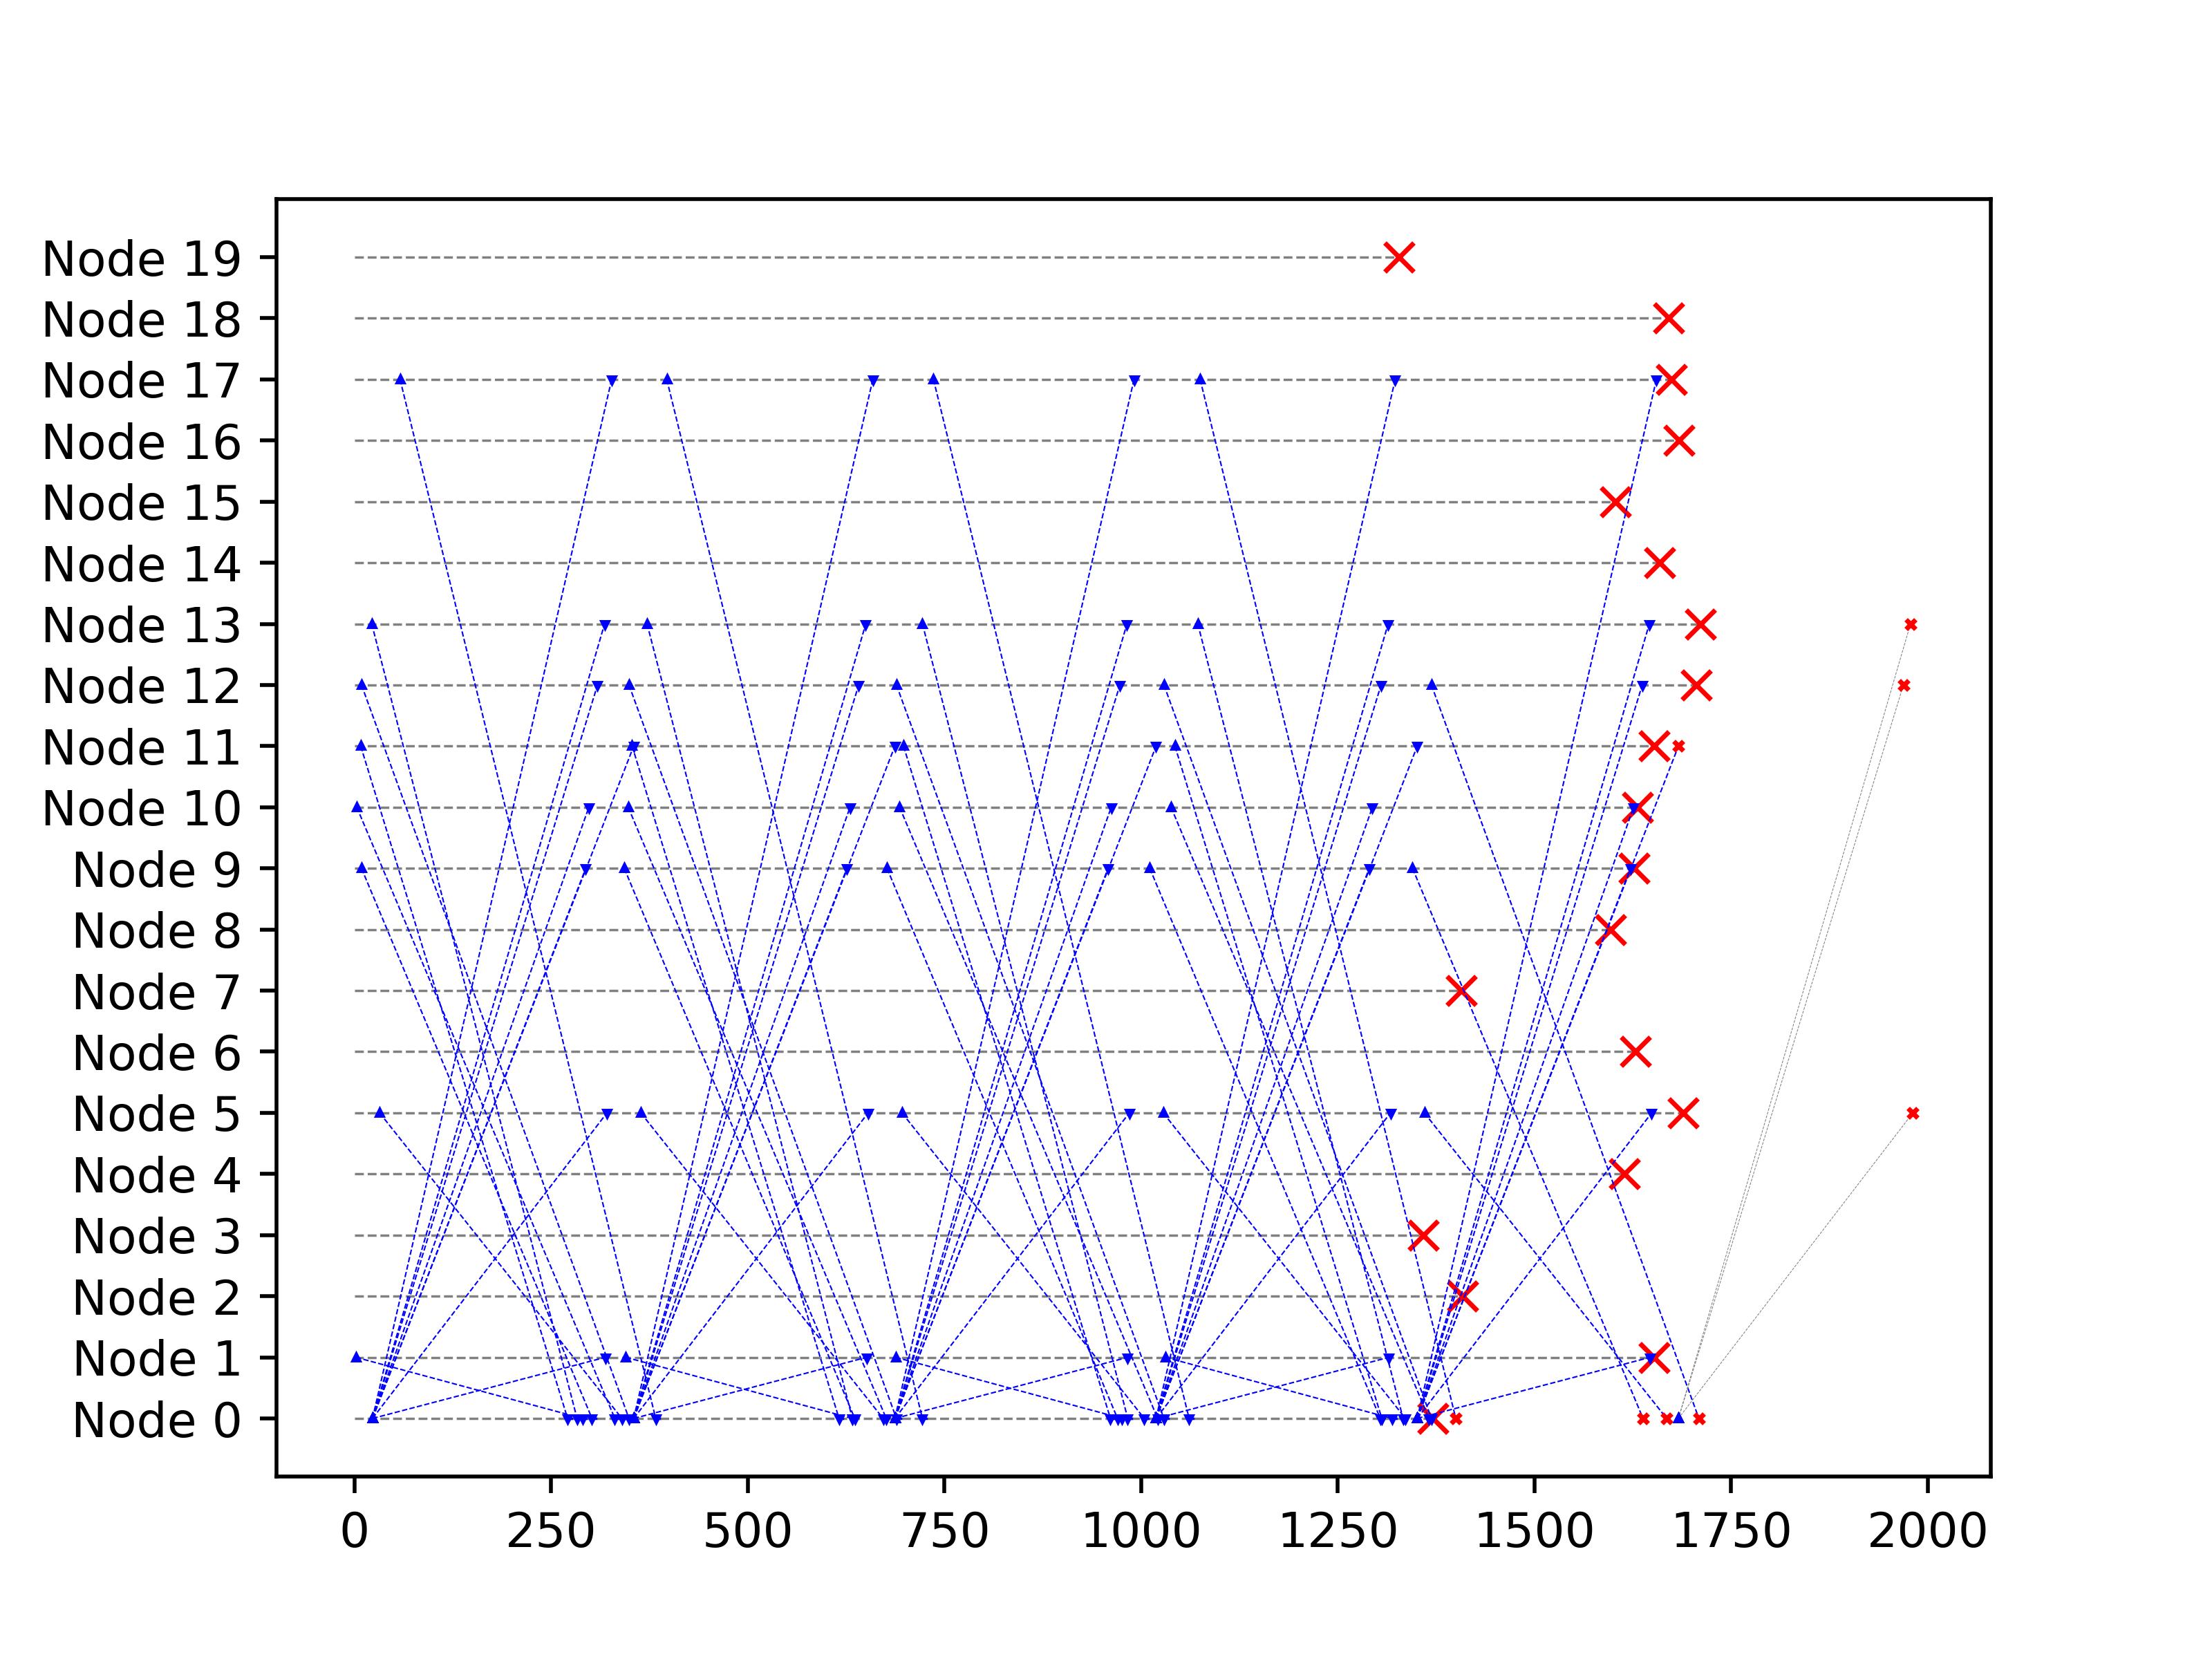 Node 19
Node 18
Node 17
Node 16
Node 15
Node 14
Node 13
Node 12
Node 11
Node 10
Node 9
Node 8
Node 7
Node 6
Node 5
Node 4
Node 3
Node 2
Node 1
Node 0
0 250 500 750 1000 1250 1500 1750 2000